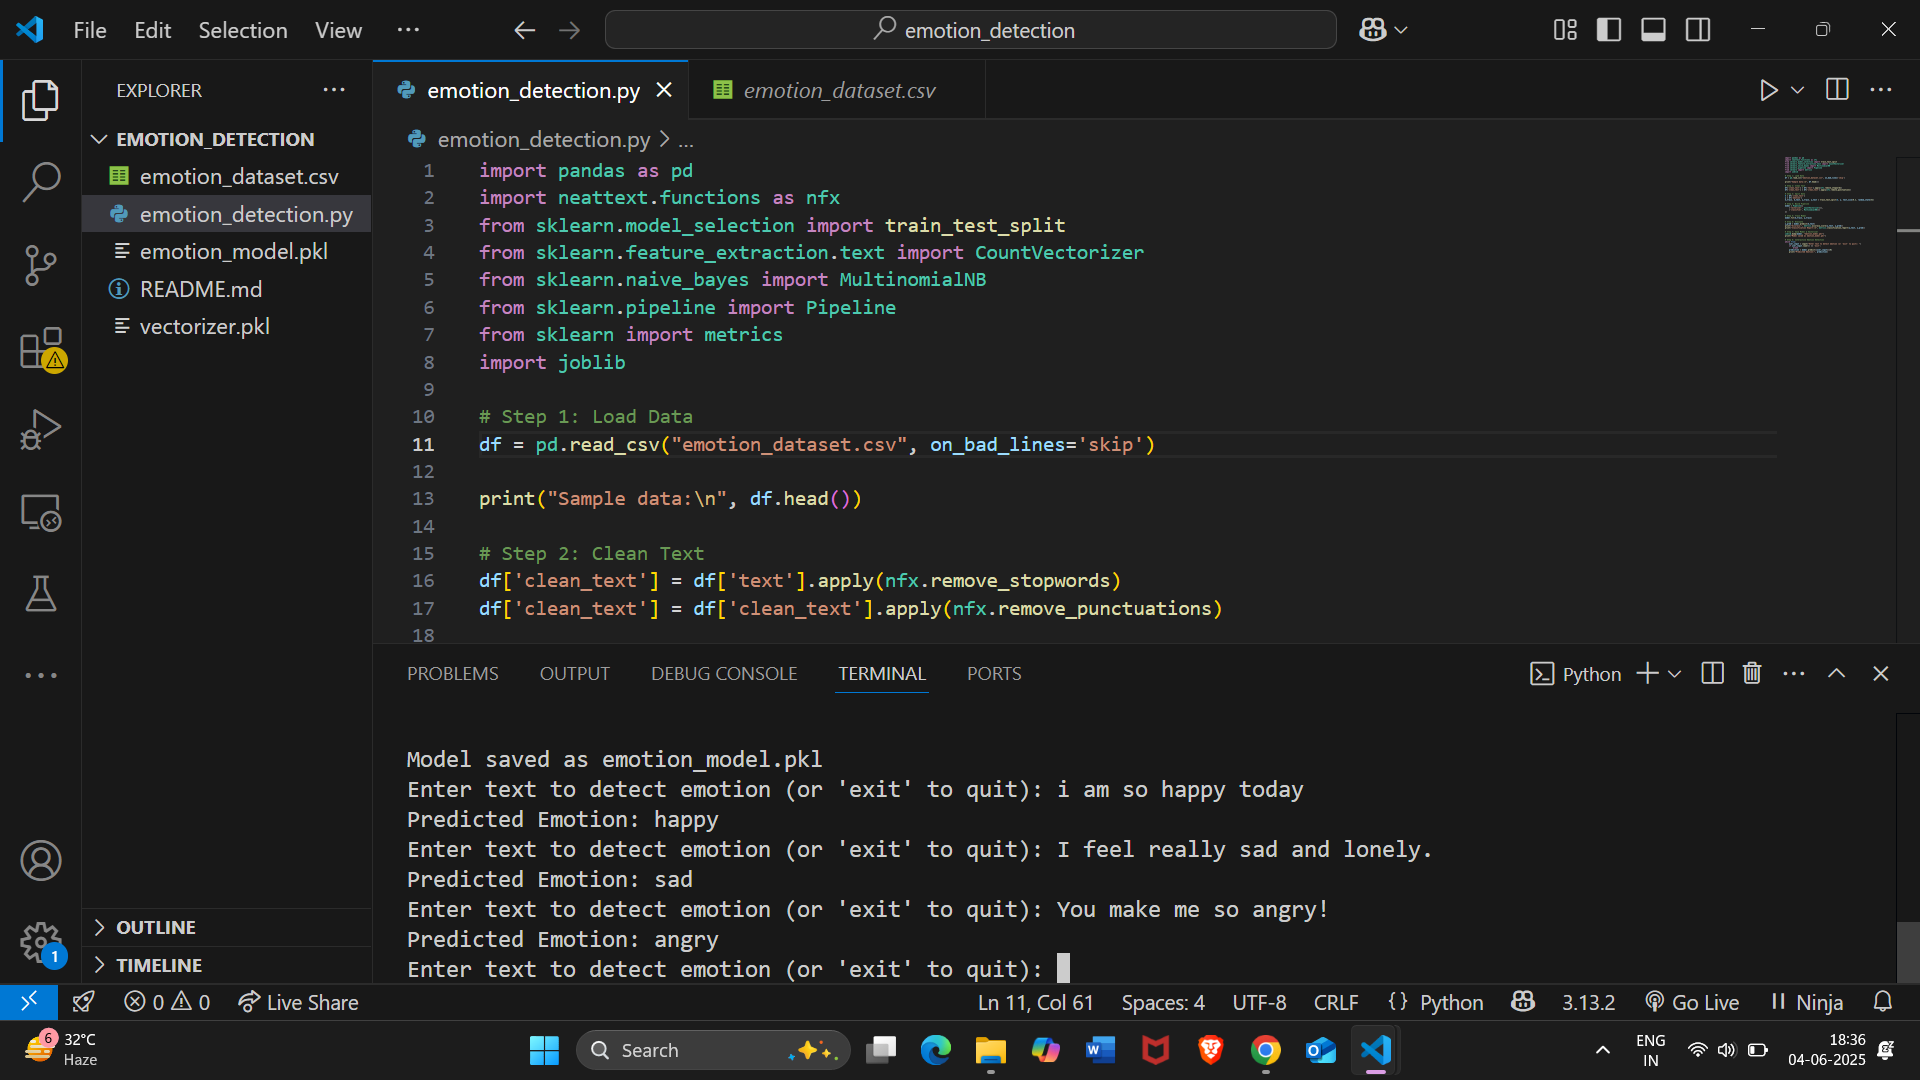 File Edit Selection View ··· emotion_detection
EXPLORER ···
EMOTION_DETECTION
emotion_dataset.csv
emotion_detection.py
emotion_model.pkl
README.md
vectorizer.pkl
OUTLINE
TIMELINE
emotion_detection.py emotion_dataset.csv
emotion_detection.py > ...
1 import pandas as pd
2 import neattext.functions as nfx
3 from sklearn.model_selection import train_test_split
4 from sklearn.feature_extraction.text import CountVectorizer
5 from sklearn.naive_bayes import MultinomialNB
6 from sklearn.pipeline import Pipeline
7 from sklearn import metrics
8 import joblib
9
10 # Step 1: Load Data
11 df = pd.read_csv("emotion_dataset.csv", on_bad_lines='skip')
12
13 print("Sample data:\n", df.head())
14
15 # Step 2: Clean Text
16 df['clean_text'] = df['text'].apply(nfx.remove_stopwords)
17 df['clean_text'] = df['clean_text'].apply(nfx.remove_punctuations)
18
PROBLEMS OUTPUT DEBUG CONSOLE TERMINAL PORTS Python
Model saved as emotion_model.pkl
Enter text to detect emotion (or 'exit' to quit): i am so happy today
Predicted Emotion: happy
Enter text to detect emotion (or 'exit' to quit): I feel really sad and lonely.
Predicted Emotion: sad
Enter text to detect emotion (or 'exit' to quit): You make me so angry!
Predicted Emotion: angry
Enter text to detect emotion (or 'exit' to quit):
1
0 0 Live Share Ln 11, Col 61 Spaces: 4 UTF-8 CRLF {} Python 3.13.2 Go Live Ninja
6 32°C
Haze
Search
ENG
IN
18:36
04-06-2025